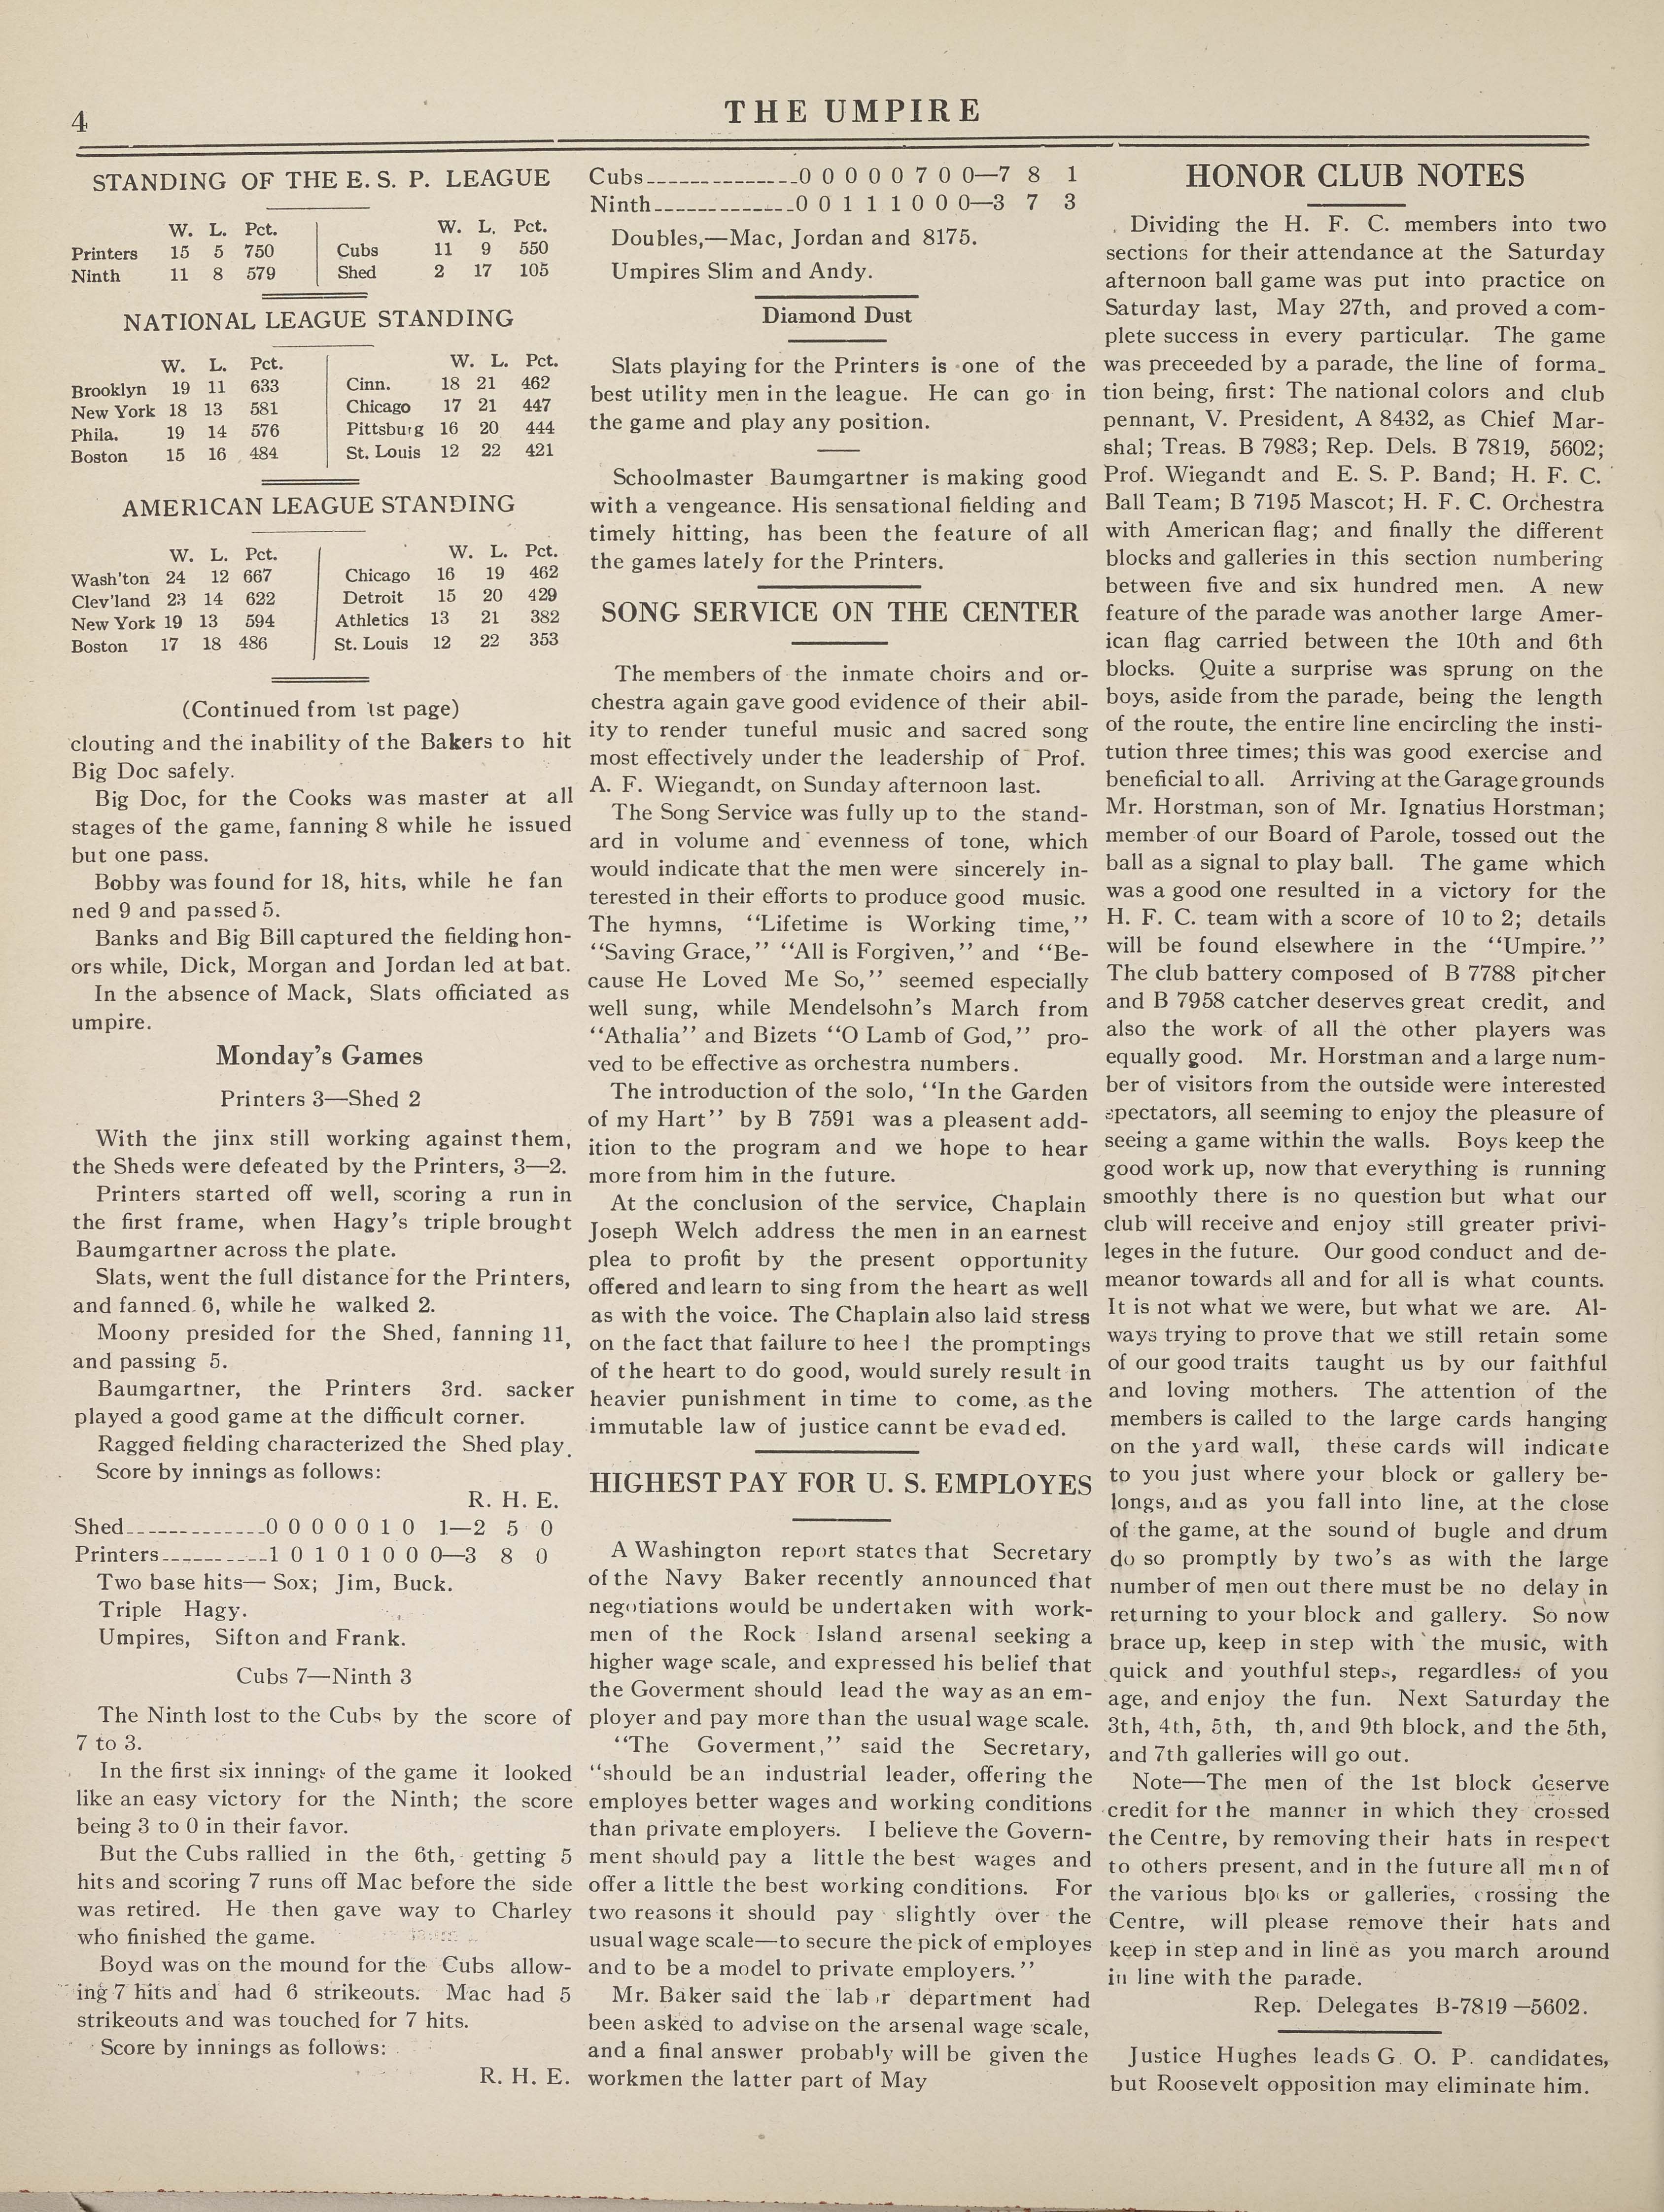 4
THE UMPIRE
STANDING OF THE E. S. P. LEAGUE
W. L. Pct. W. L. Pct.
Printers 15 5 750 Cubs 11 9 550
Ninth 11 8 579 Shed 2 17 105
NATIONAL LEAGUE STANDING
W. L. Pct. W. L. Pct.
Brooklyn 19 11 633 Cinn. 18 21 462
New York 18 13 581 Chicago 17 21 447
Phila. 19 14 576 Pittsburg 16 20 444
Boston 15 16 484 St. Louis 12 22 421
AMER1CAN LEAGUE STANDING
W. L. Pct. W. L. Pct.
Wash'ton 24 12 667 Chicago 16 19 462
Clev'land 23 14 622 Detroit 15 20 429
New York 19 13 594 Athletics 13 21 382
Boston 17 18 486 St. Louis 12 22 353
(Continued from 1st page)
clouting and the inability of the Bakers to hit
Big Doc safely.
Big Doc, for the Cooks was master at all
stages of the game, fanning 8 while he issued
but one pass.
Bobby was found for 18, hits, while he fan
ned 9 and passed 5.
Banks and Big Bill captured the fielding hon-
ors while, Dick, Morgan and Jordan led at bat.
In the absence of Mack, Slats officiated as
umpire.
Monday's Games
Printers 3—Shed 2
With the jinx still working against them,
the Sheds were defeated by the Printers, 3—2.
Printers started off well, scoring a run in
the first frame, when Hagy's triple brought
Baumgartner across the plate.
Slats, went the full distance for the Printers,
and fanned 6, while he walked 2.
Moony presided for the Shed, fanning 11,
and passing 5.
Baumgartner, the Printers 3rd. sacker
played a good game at the difficult corner.
Ragged fielding characterized the Shed play.
Score by innings as follows:
R. H. E.
Shed_____________0 0 0 0 0 1 0 1—2 5 0
Printers__________1 0 1 0 1 0 0 0—3 8 0
Two base hits— Sox; Jim, Buck.
Triple Hagy.
Umpires, Sifton and Frank.
Cubs 7—Ninth 3
The Ninth lost to the Cubs by the score of
7 to 3.
In the first six innings of the game it looked
like an easy victory for the Ninth; the score
being 3 to 0 in their favor.
But the Cubs rallied in the 6th, getting 5
hits and scoring 7 runs off Mac before the side
was retired. He then gave way to Charley
who finished the game.
Boyd was on the mound for the Cubs allow-
ing 7 hits and had 6 strikeouts. Mac had 5
strikeouts and was touched for 7 hits.
Score by innings as follows:
R. H. E.
Cubs______________0 0 0 0 0 7 0 0—7 8 1
Ninth_____________0 0 1 1 1 0 0 0—3 7 3
Doubles,—Mac, Jordan and 8175.
Umpires Slim and Andy.
Diamond Dust
Slats playing for the Printers is one of the
best utility men in the league. He can go in
the game and play any position.
Schoolmaster Baumgartner is making good
with a vengeance. His sensational fielding and
timely hitting, has been the feature of all
the games lately for the Printers.
SONG SERVICE ON THE CENTER
The members of the inmate choirs and or-
chestra again gave good evidence of their abil-
ity to render tuneful music and sacred song
most effectively under the leadership of Prof.
A. F. Wiegandt, on Sunday afternoon last.
The Song Service was fully up to the stand-
ard in volume and evenness of tone, which
would indicate that the men were sincerely in-
terested in their efforts to produce good music.
The hymns, "Lifetime is Working time,"
"Saving Grace," "All is Forgiven," and "Be-
cause He Loved Me So," seemed especially
well sung, while Mendelsohn's March from
"Athalia" and Bizets "O Lamb of God," pro-
ved to be effective as orchestra numbers.
The introduction of the solo, "In the Garden
of my Hart" by B 7591 was a pleasent add-
ition to the program and we hope to hear
more from him in the future.
At the conclusion of the service, Chaplain
Joseph Welch address the men in an earnest
plea to profit by the present opportunity
offered and learn to sing from the heart as well
as with the voice. The Chaplain also laid stress
on the fact that failure to heed the promptings
of the heart to do good, would surely result in
heavier punishment in time to come, as the
immutable law of justice cannt be evaded.
HIGHEST PAY FOR U. S. EMPLOYES
A Washington report states that Secretary
of the Navy Baker recently announced that
negotiations would be undertaken with work-
men of the Rock Island arsenal seeking a
higher wage scale, and expressed his belief that
the Goverment should lead the way as an em-
ployer and pay more than the usual wage scale.
"The Goverment," said the Secretary,
"should be an industrial leader, offering the
employes better wages and working conditions
than private employers. I believe the Govern-
ment should pay a little the best wages and
offer a little the best working conditions. For
two reasons it should pay slightly over the
usual wage scale—to secure the pick of employes
and to be a model to private employers."
Mr. Baker said the labor department had
been asked to advise on the arsenal wage scale,
and a final answer probably will be given the
workmen the latter part of May
HONOR CLUB NOTES
Dividing the H. F. C. members into two
sections for their attendance at the Saturday
afternoon ball game was put into practice on
Saturday last, May 27th, and proved a com-
plete success in every particular. The game
was preceeded by a parade, the line of forma_
tion being, first: The national colors and club
pennant, V. President, A 8432, as Chief Mar-
shal; Treas. B 7983; Rep. Dels. B 7819, 5602;
Prof. Wiegandt and E. S. P. Band; H. F. C.
Ball Team; B 7195 Mascot; H. F. C. Orchestra
with American flag; and finally the different
blocks and galleries in this section numbering
between five and six hundred men. A new
feature of the parade was another large Amer-
ican flag carried between the 10th and 6th
blocks. Quite a surprise was sprung on the
boys, aside from the parade, being the length
of the route, the entire line encircling the insti-
tution three times; this was good exercise and
beneficial to all. Arriving at the Garage grounds
Mr. Horstman, son of Mr. Ignatius Horstman;
member of our Board of Parole, tossed out the
ball as a signal to play ball. The game which
was a good one resulted in a victory for the
H. F. C. team with a score of 10 to 2; details
will be found elsewhere in the "Umpire."
The club battery composed of B 7788 pitcher
and B 7958 catcher deserves great credit, and
also the work of all the other players was
equally good. Mr. Horstman and a large num-
ber of visitors from the outside were interested
spectators, all seeming to enjoy the pleasure of
seeing a game within the walls. Boys keep the
good work up, now that everything is running
smoothly there is no question but what our
club will receive and enjoy still greater privi-
leges in the future. Our good conduct and de-
meanor towards all and for all is what counts.
It is not what we were, but what we are. Al-
ways trying to prove that we still retain some
of our good traits taught us by our faithful
and loving mothers. The attention of the
members is called to the large cards hanging
on the yard wall, these cards will indicate
to you just where your block or gallery be-
longs, and as you fall into line, at the close
of the game, at the sound of bugle and drum
do so promptly by two's as with the large
number of men out there must be no delay in
returning to your block and gallery. So now
brace up, keep in step with the music, with
quick and youthful steps, regardless of you
age, and enjoy the fun. Next Saturday the
3th, 4th, 5th, th, and 9th block, and the 5th,
and 7th galleries will go out.
Note—The men of the 1st block deserve
credit for the manner in which they crossed
the Centre, by removing their hats in respect
to others present, and in the future all men of
the various blocks or galleries, crossing the
Centre, will please remove their hats and
keep in step and in line as you march around
in line with the parade.
Rep. Delegates B-7819—5602.
Justice Hughes leads G. O. P. candidates,
but Roosevelt opposition may eliminate him.